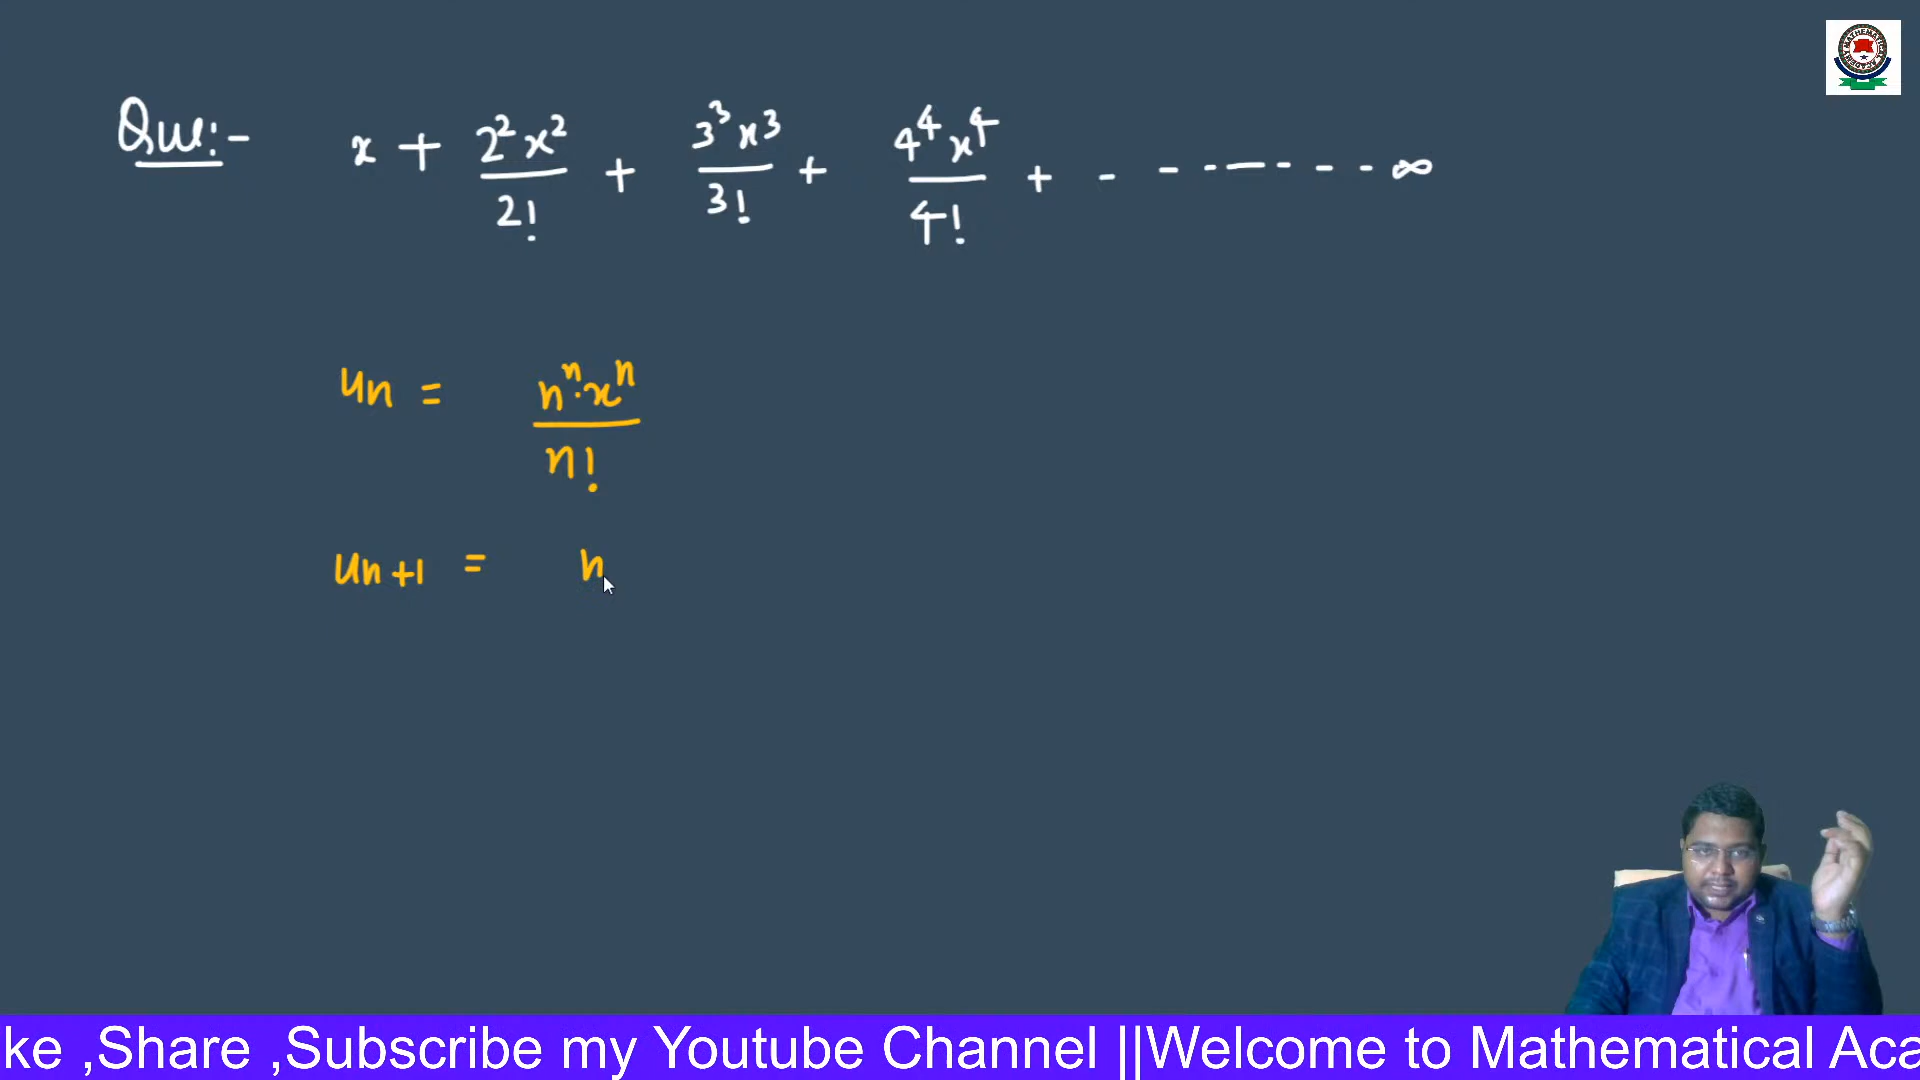 Que:- x + 2²x²/2! + 3³x³/3! + 4⁴x⁴/4! + - - - — - - - ∞
un = nⁿ·xⁿ/n!
un+1 = n
ke ,Share ,Subscribe my Youtube Channel ||Welcome to Mathematical Aca